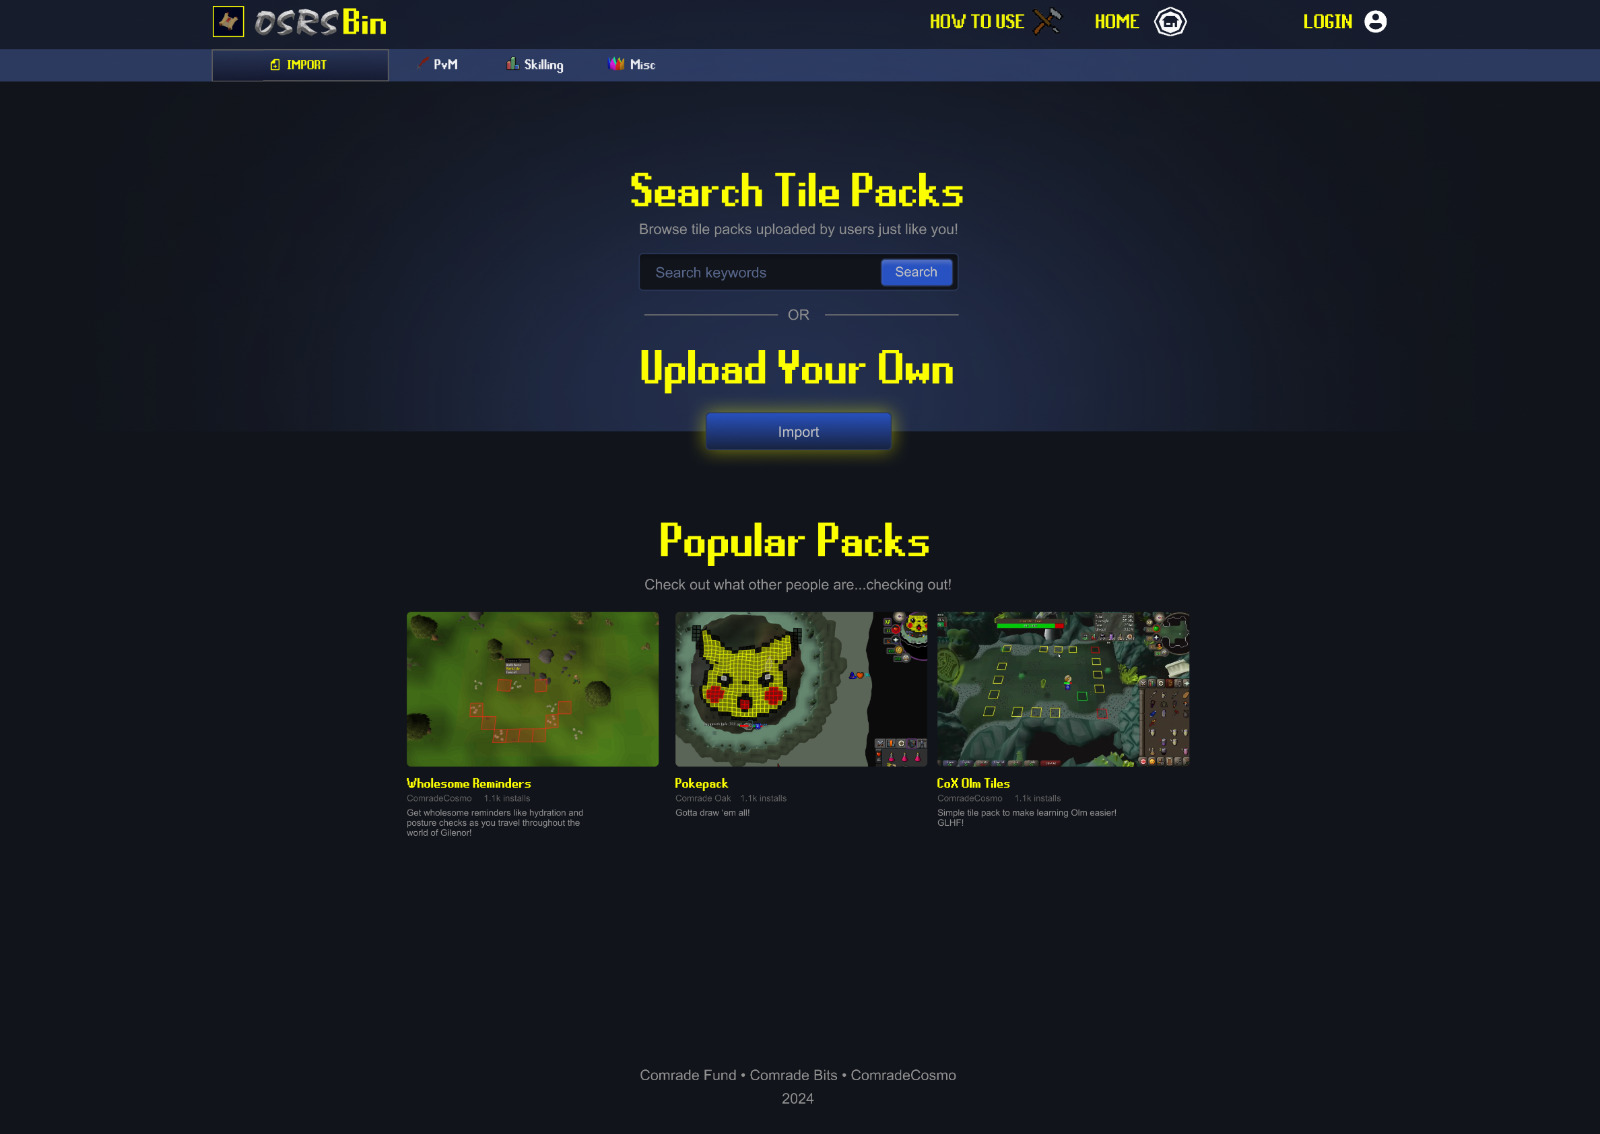 OSRS Bin
HOW TO USE
HOME
LOGIN
IMPORT
PvM
Skilling
Misc
Search Tile Packs
Browse tile packs uploaded by users just like you!
Search keywords
Search
OR
Upload Your Own
Import
Popular Packs
Check out what other people are...checking out!
Wholesome Reminders
ComradeCosmo 1.1k installs
Get wholesome reminders like hydration and
posture checks as you travel throughout the
world of Gilenor!
Pokepack
Comrade Oak 1.1k installs
Gotta draw 'em all!
CoX Olm Tiles
ComradeCosmo 1.1k installs
Simple tile pack to make learning Olm easier!
GLHF!
Comrade Fund • Comrade Bits • ComradeCosmo
2024